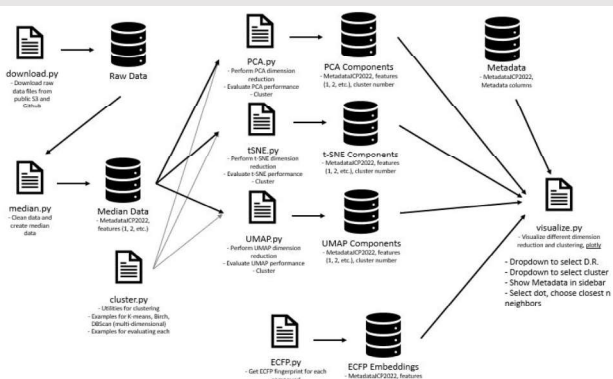 download.py
- Download raw
data files from
public S3 and
Github
Raw Data
median.py
- Clean data and
create median
data
Median Data
- MetadataJCP2022,
features (1, 2, etc.)
cluster.py
- Utilities for clustering
- Examples for K-means, Birch,
DBScan (multi-dimensional)
- Examples for evaluating each
PCA.py
- Perform PCA dimension
reduction
- Evaluate PCA performance
- Cluster
PCA Components
- MetadataJCP2022, features
(1, 2, etc.), cluster number
tSNE.py
- Perform t-SNE dimension
reduction
- Evaluate t-SNE performance
- Cluster
t-SNE Components
- MetadataJCP2022, features
(1, 2, etc.), cluster number
UMAP.py
- Perform UMAP dimension
reduction
- Evaluate UMAP performance
- Cluster
UMAP Components
- MetadataJCP2022, features
(1, 2, etc.), cluster number
ECFP.py
- Get ECFP fingerprint for each
ECFP Embeddings
- MetadataJCP2022, features
Metadata
- MetadataJCP2022,
Metadata columns
visualize.py
- Visualize different dimension
reduction and clustering, plotly
- Dropdown to select D.R.
- Dropdown to select cluster
- Show Metadata in sidebar
- Select dot, choose closest n
neighbors